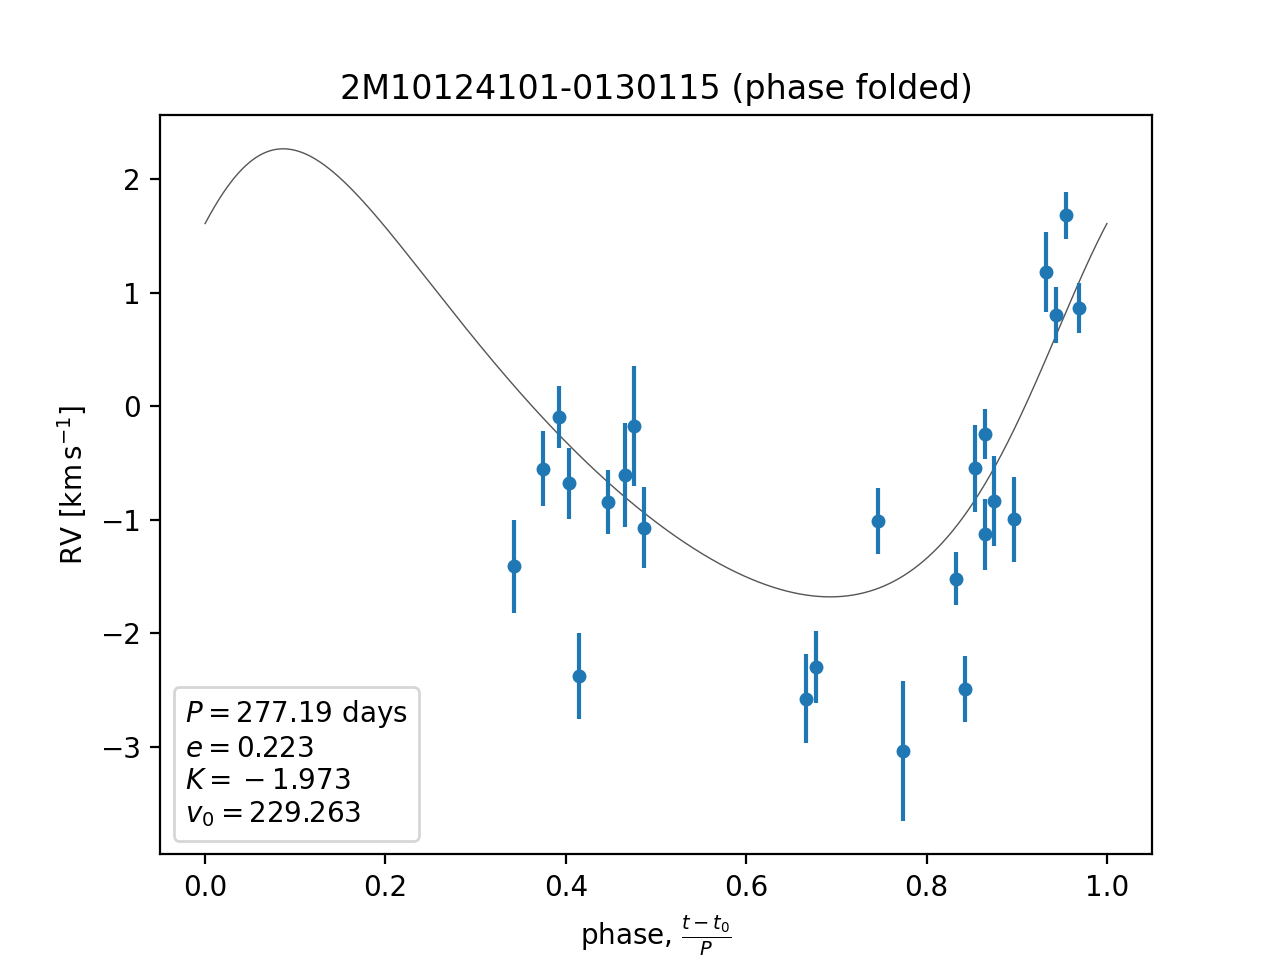 2M10124101-0130115 (phase folded)
2
1
0
−1
−2
−3
RV [km s⁻¹]
P = 277.19 days
e = 0.223
K = −1.973
v₀ = 229.263
0.0 0.2 0.4 0.6 0.8 1.0
phase, (t − t₀)/P